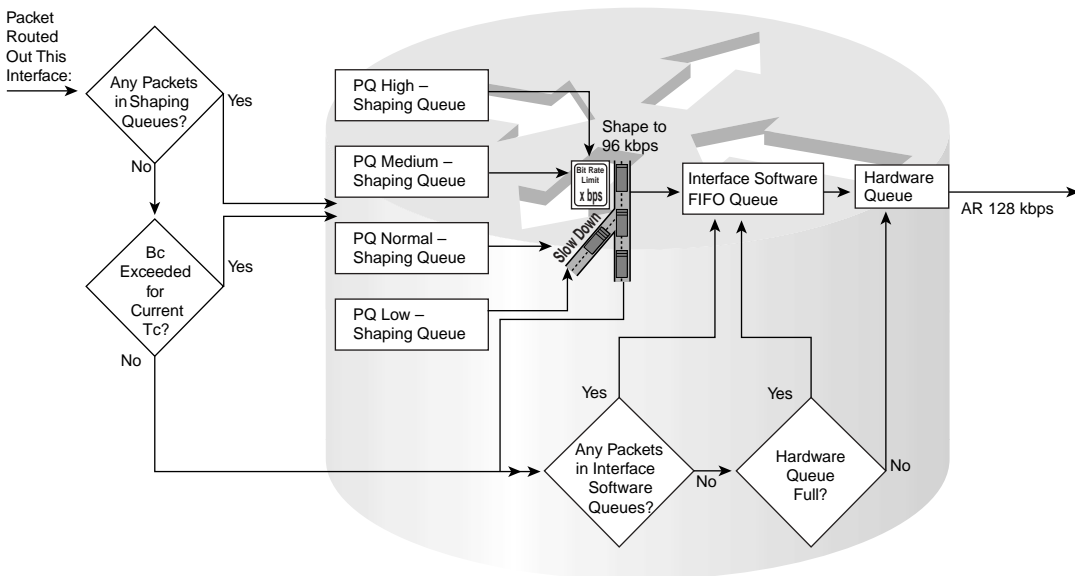 Packet
Routed
Out This
Interface:
Any Packets
in Shaping
Queues?
Yes
No
Bc
Exceeded
for
Current
Tc?
Yes
No
PQ High –
Shaping Queue
PQ Medium –
Shaping Queue
PQ Normal –
Shaping Queue
PQ Low –
Shaping Queue
Shape to
96 kbps
Bit Rate
Limit
x bps
Slow Down
Interface Software
FIFO Queue
Hardware
Queue
AR 128 kbps
Yes
Any Packets
in Interface
Software
Queues?
No
Yes
Hardware
Queue
Full?
No